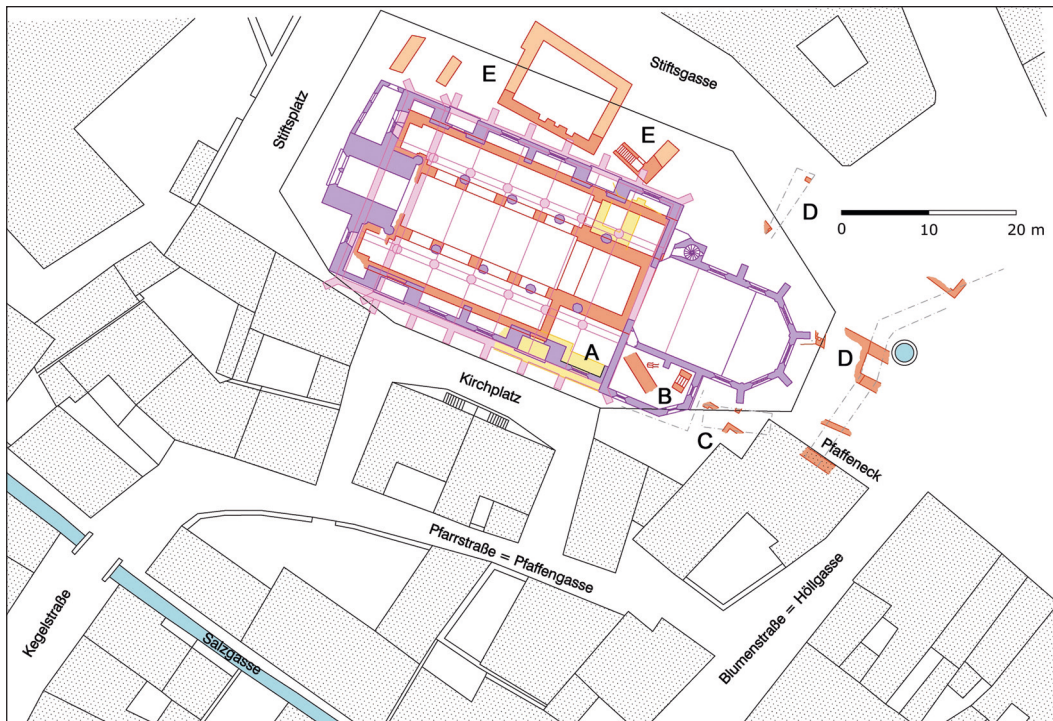 E
Stiftsgasse
Stiftsplatz
E
D
0 10 20 m
A
D
Kirchplatz
B
C
Pfaffeneck
Pfarrstraße = Pfaffengasse
Blumenstraße = Höllgasse
Kegelstraße
Salzgasse